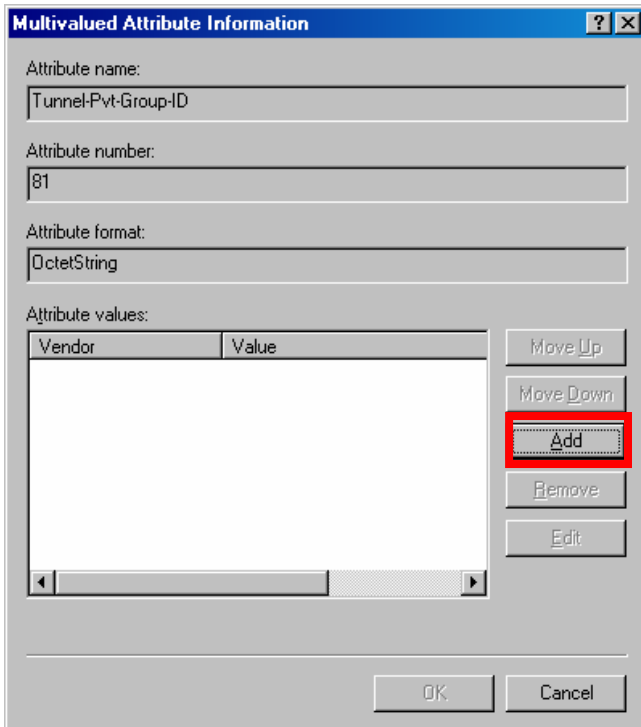 Multivalued Attribute Information
Attribute name:
Tunnel-Pvt-Group-ID
Attribute number:
81
Attribute format:
OctetString
Attribute values:
Vendor Value
Move Up
Move Down
Add
Remove
Edit
OK Cancel